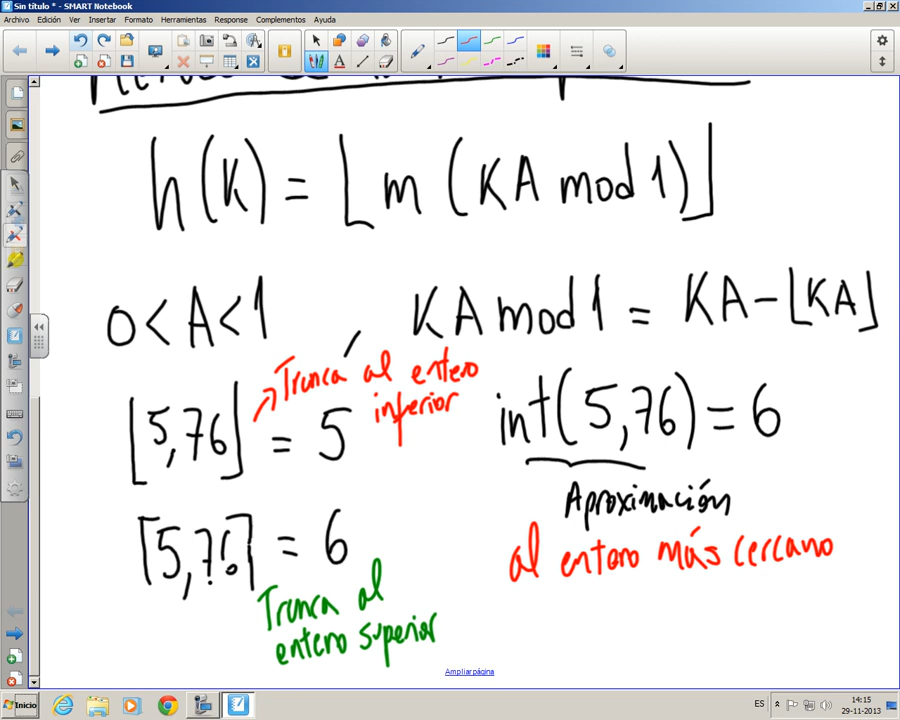 Sin título * - SMART Notebook
Archivo Edición Ver Insertar Formato Herramientas Response Complementos Ayuda
h(K) = ⌊m (KA mod 1)⌋
0<A<1 , KA mod 1 = KA-⌊KA⌋
Trunca al entero
inferior
⌊5,76⌋ = 5
int(5,76) = 6
Aproximación
al entero más cercano
⌈5,76⌉ = 6
Trunca al
entero superior
Ampliar página
Inicio
ES
14:15
29-11-2013